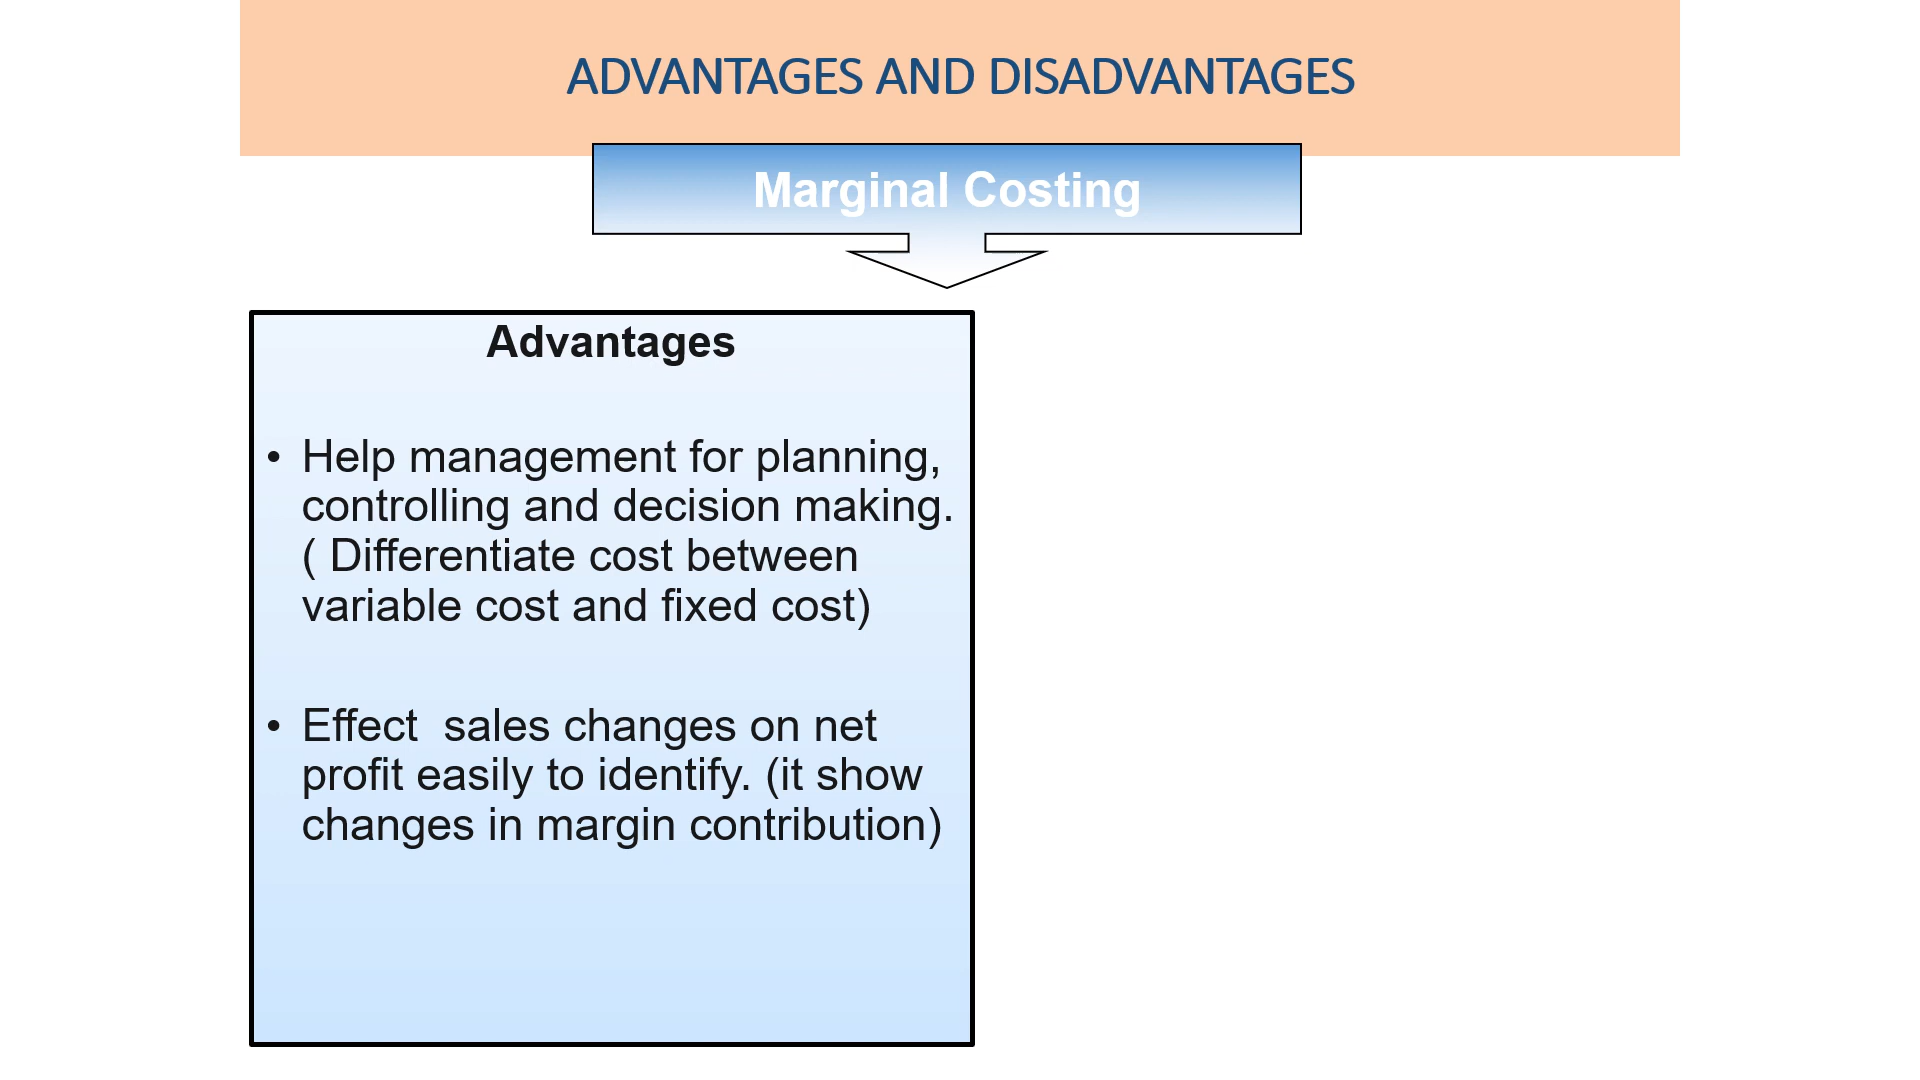 ADVANTAGES AND DISADVANTAGES
Marginal Costing
Advantages
• Help management for planning,
controlling and decision making.
( Differentiate cost between
variable cost and fixed cost)
• Effect  sales changes on net
profit easily to identify. (it show
changes in margin contribution)